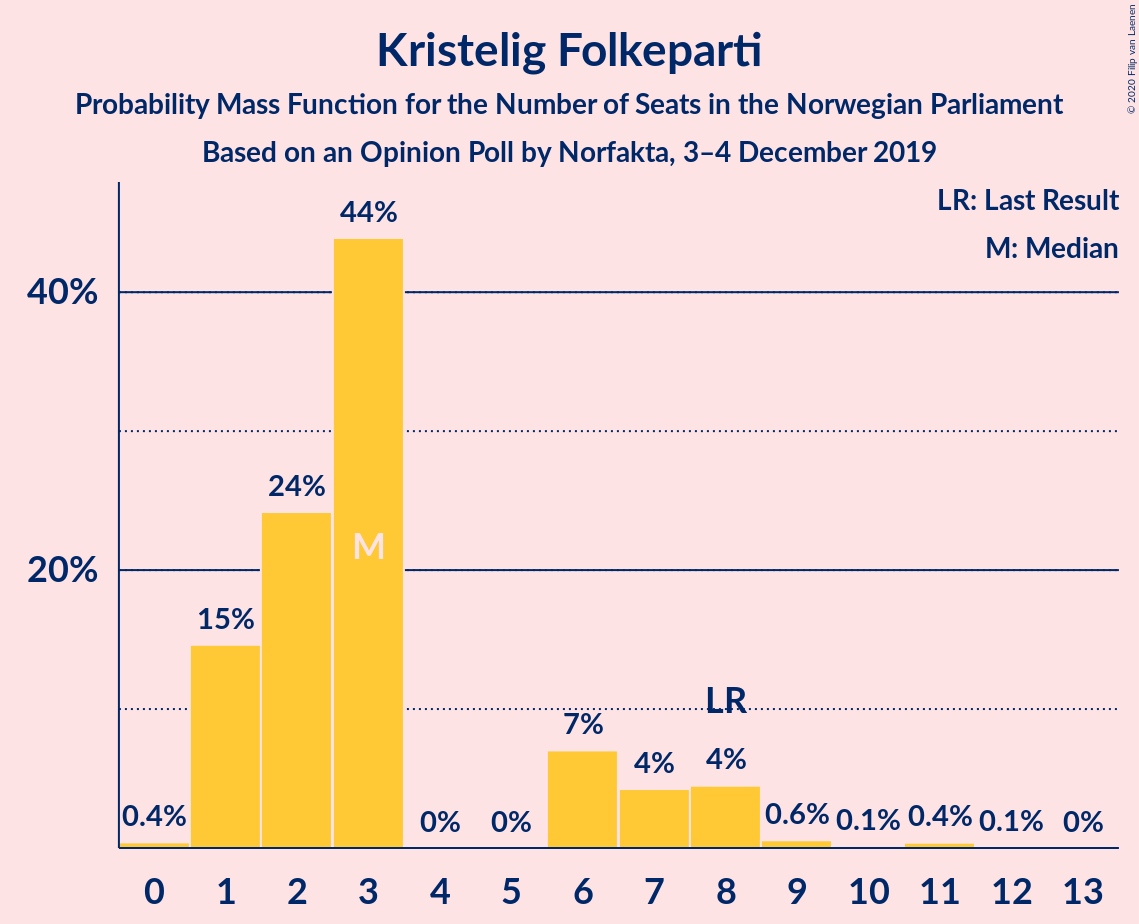 Kristelig Folkeparti
Probability Mass Function for the Number of Seats in the Norwegian Parliament
Based on an Opinion Poll by Norfakta, 3–4 December 2019
© 2020 Filip van Laenen
LR: Last Result
M: Median
44%
40%
24%
M
20%
15%
LR
7%
4%
4%
0.4%
0%
0%
0.6%
0.1%
0.4%
0.1%
0%
0 1 2 3 4 5 6 7 8 9 10 11 12 13